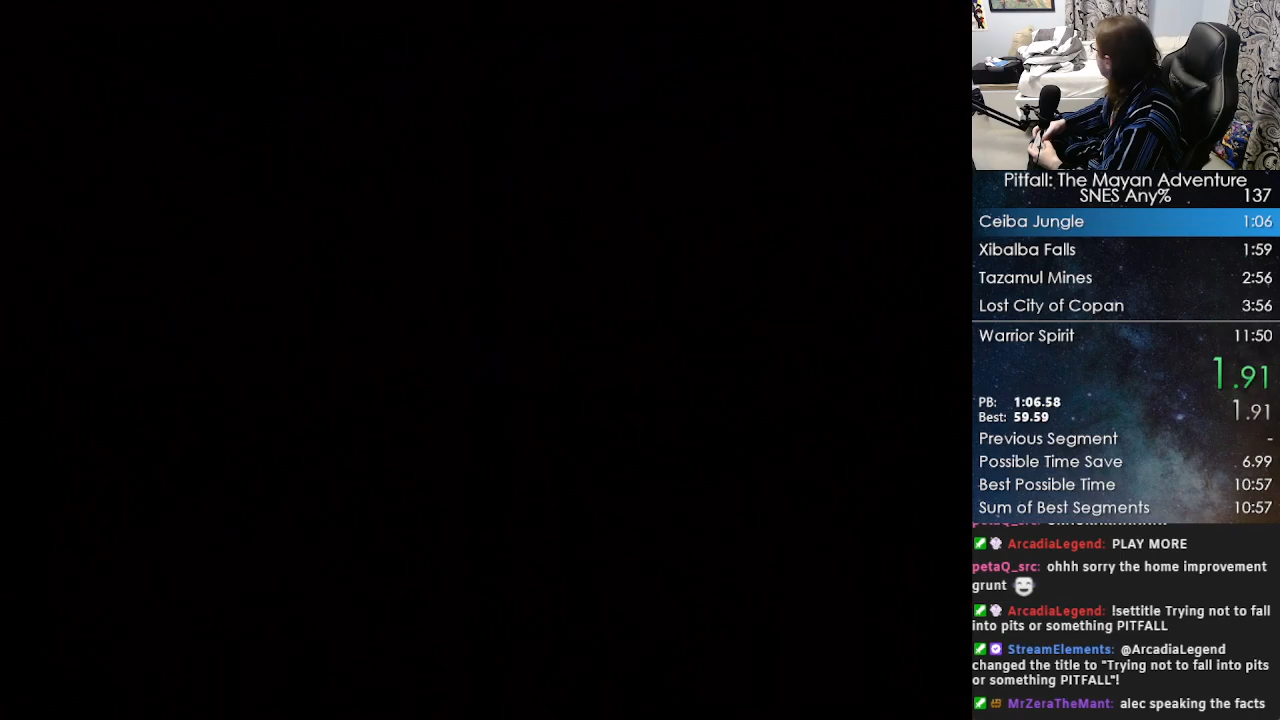 Pitfall: The Mayan Adventure
SNES Any% 137
Ceiba Jungle 1:06
Xibalba Falls 1:59
Tazamul Mines 2:56
Lost City of Copan 3:56
Warrior Spirit 11:50
1.91
PB: 1:06.58
Best: 59.59
1.91
Previous Segment -
Possible Time Save 6.99
Best Possible Time 10:57
Sum of Best Segments 10:57
ArcadiaLegend: PLAY MORE
petaQ_src: ohhh sorry the home improvement
grunt
ArcadiaLegend: !settitle Trying not to fall
into pits or something PITFALL
StreamElements: @ArcadiaLegend
changed the title to "Trying not to fall into pits
or something PITFALL"!
MrZeraTheMant: alec speaking the facts